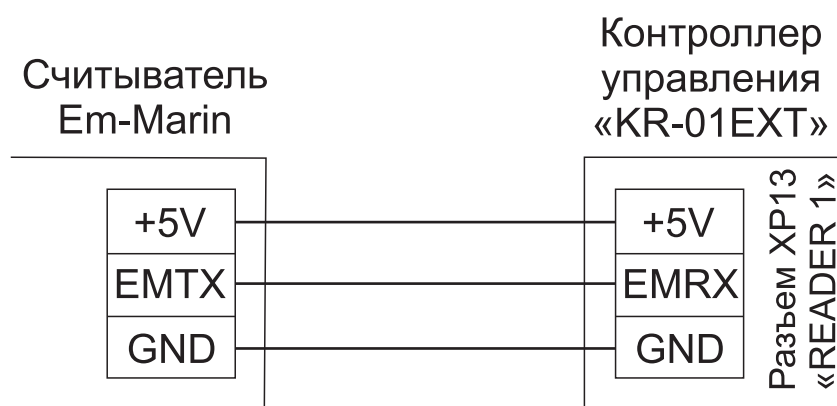 Считыватель
Em-Marin
Контроллер
управления
«KR-01EXT»
+5V
EMTX
GND
+5V
EMRX
GND
Разъем XP13
«READER 1»